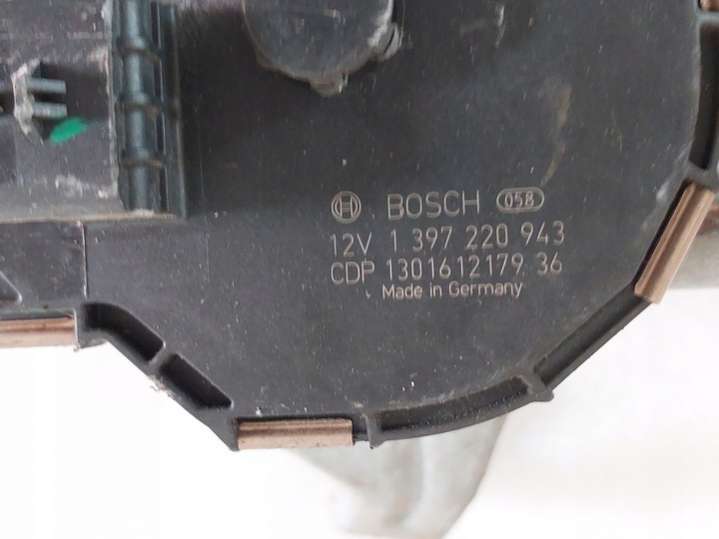 BOSCH 058
12V 1 397 220 943
CDP 1301612179 36
Made in Germany